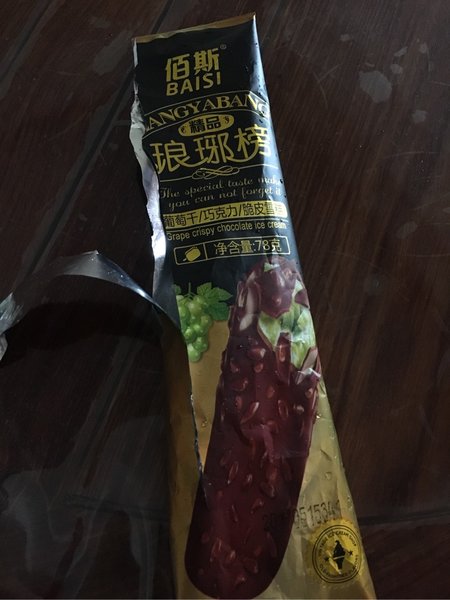 佰斯®
BAISI
LANGYABANG
精品
琅琊榜
The special taste make
you can not forget it
葡萄干/巧克力/脆皮雪糕
Grape crispy chocolate ice cream
净含量:78克